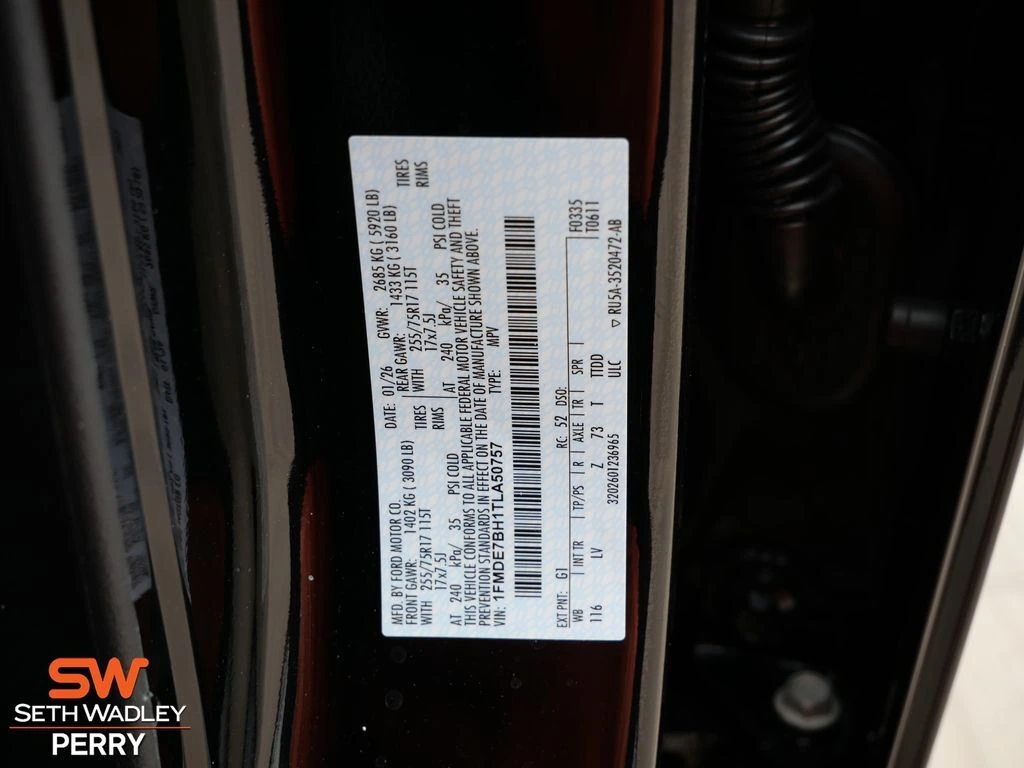 MFD. BY FORD MOTOR CO.
DATE: 01/26 GVWR: 2685 KG ( 5920 LB)
FRONT GAWR: 1402 KG ( 3090 LB) REAR GAWR: 1433 KG ( 3160 LB)
WITH 255/75R17 115T TIRES WITH 255/75R17 115T TIRES
17x7.5J RIMS 17x7.5J RIMS
AT 240 kPa/ 35 PSI COLD AT 240 kPa/ 35 PSI COLD
THIS VEHICLE CONFORMS TO ALL APPLICABLE FEDERAL MOTOR VEHICLE SAFETY AND THEFT
PREVENTION STANDARDS IN EFFECT ON THE DATE OF MANUFACTURE SHOWN ABOVE.
VIN: 1FMDE7BH1TLA50757 TYPE: MPV
EXT PNT: G1 RC: 52 DSO: F0335
WB INT TR TP/PS R AXLE TR SPR T0611
116 LV Z 73 T TTDD
3202601236965 ULC ▽ RU5A-3520472-AB
SW
SETH WADLEY
PERRY